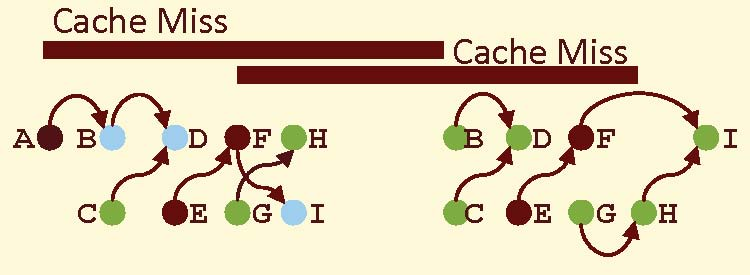 Cache Miss
Cache Miss
A B D F H
C E G I
B D F I
C E G H